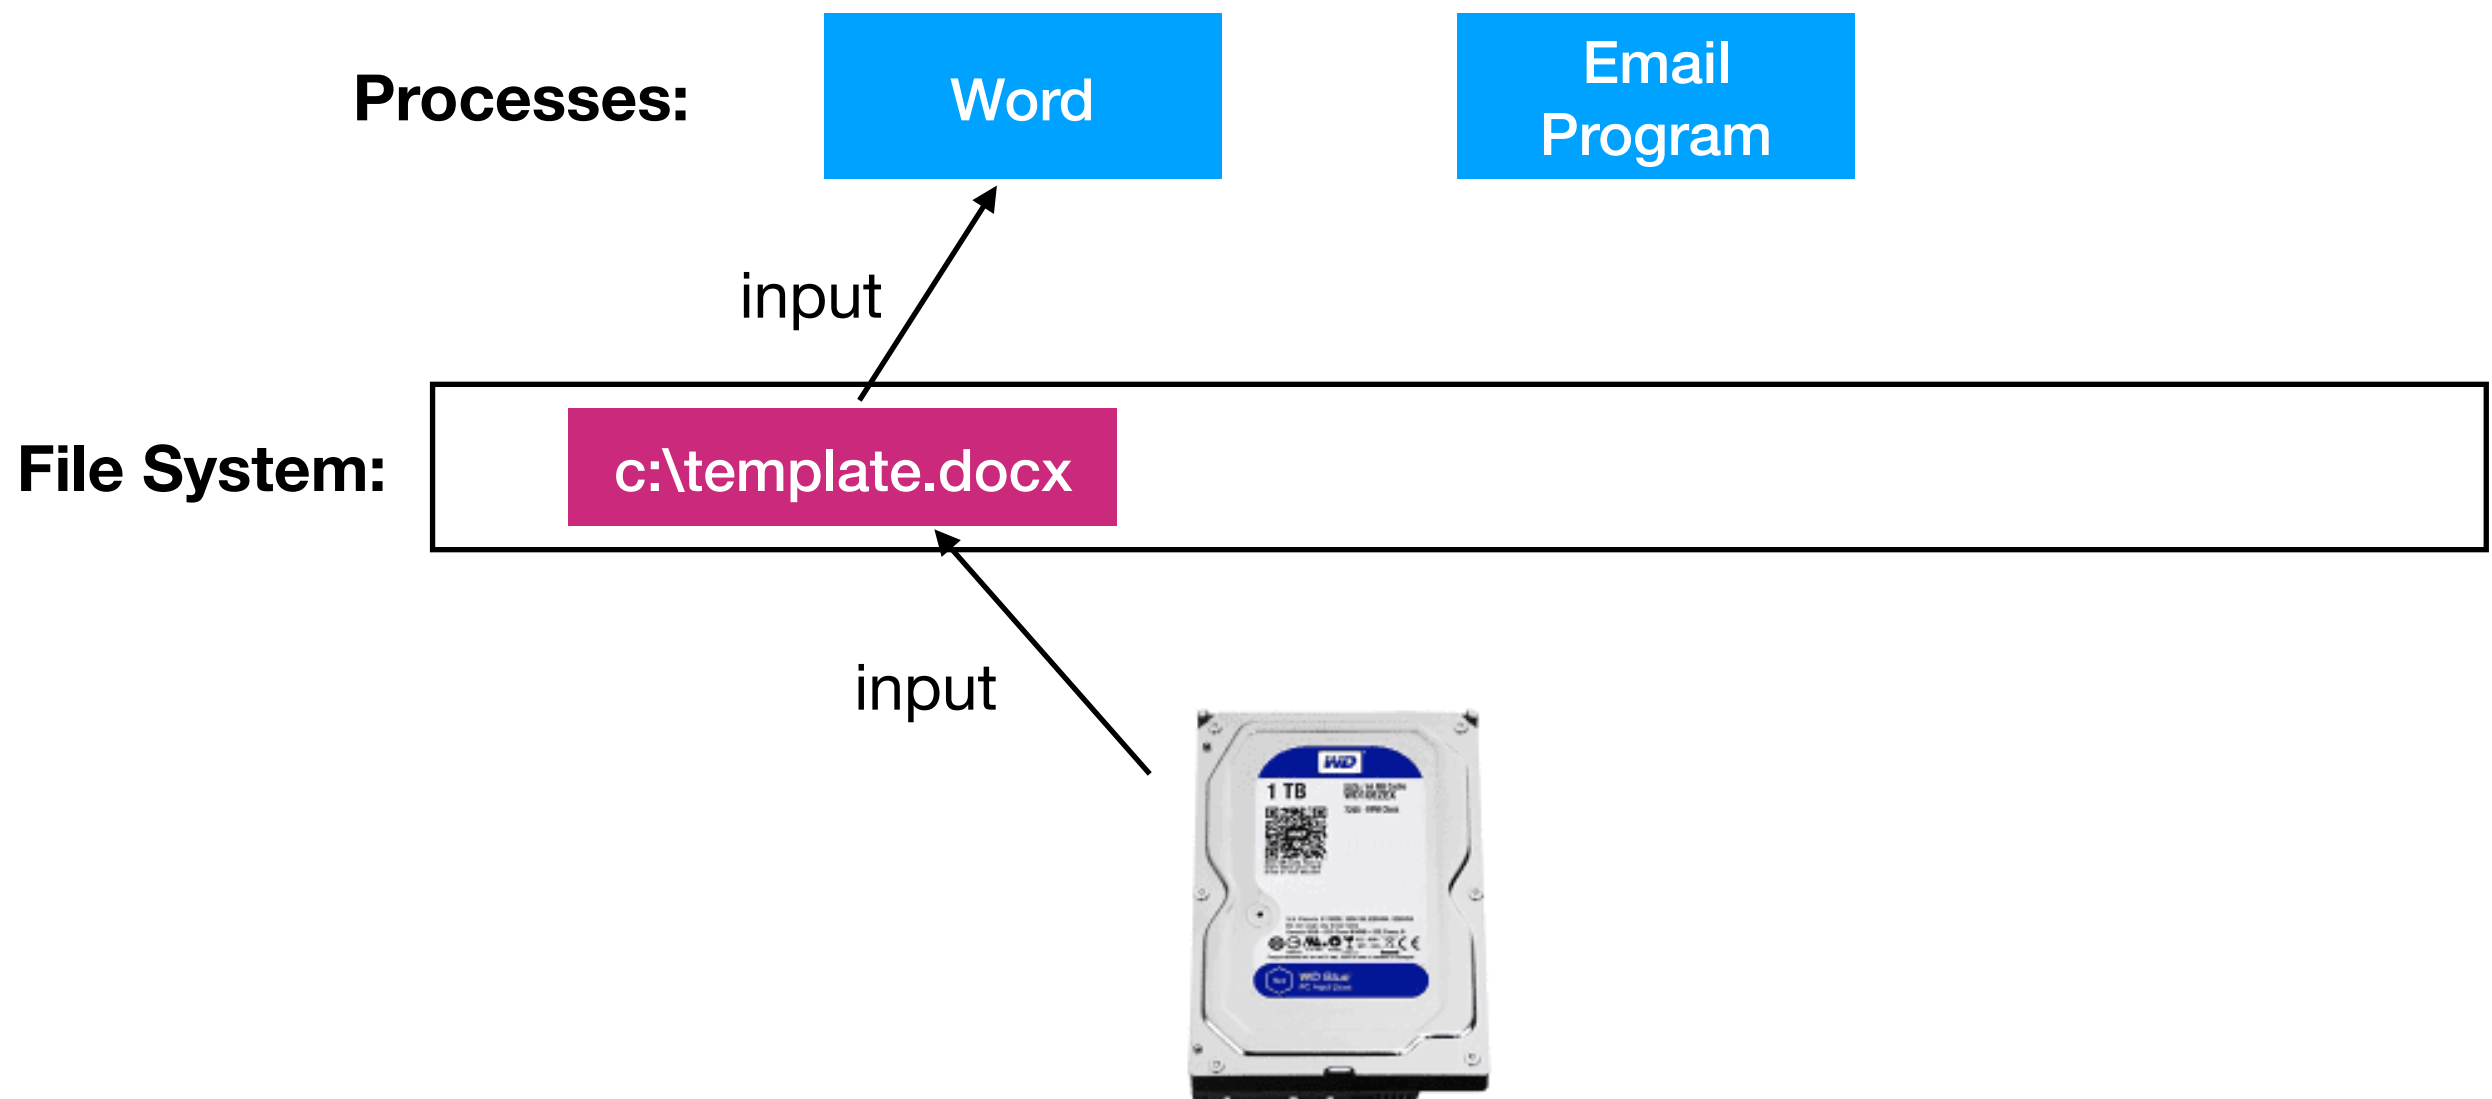 Processes:
Word
Email
Program
input
File System:
c:\template.docx
input
WD
1 TB
WD Blue